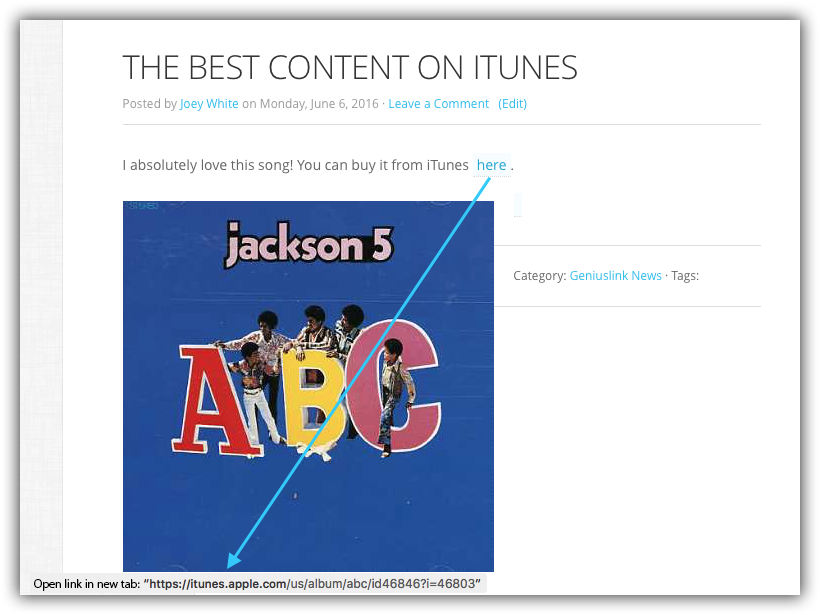 THE BEST CONTENT ON ITUNES
Posted by Joey White on Monday, June 6, 2016 · Leave a Comment (Edit)
I absolutely love this song! You can buy it from iTunes here .
STEREO
jackson 5
ABC
Category: Geniuslink News · Tags:
Open link in new tab: “https://itunes.apple.com/us/album/abc/id46846?i=46803”